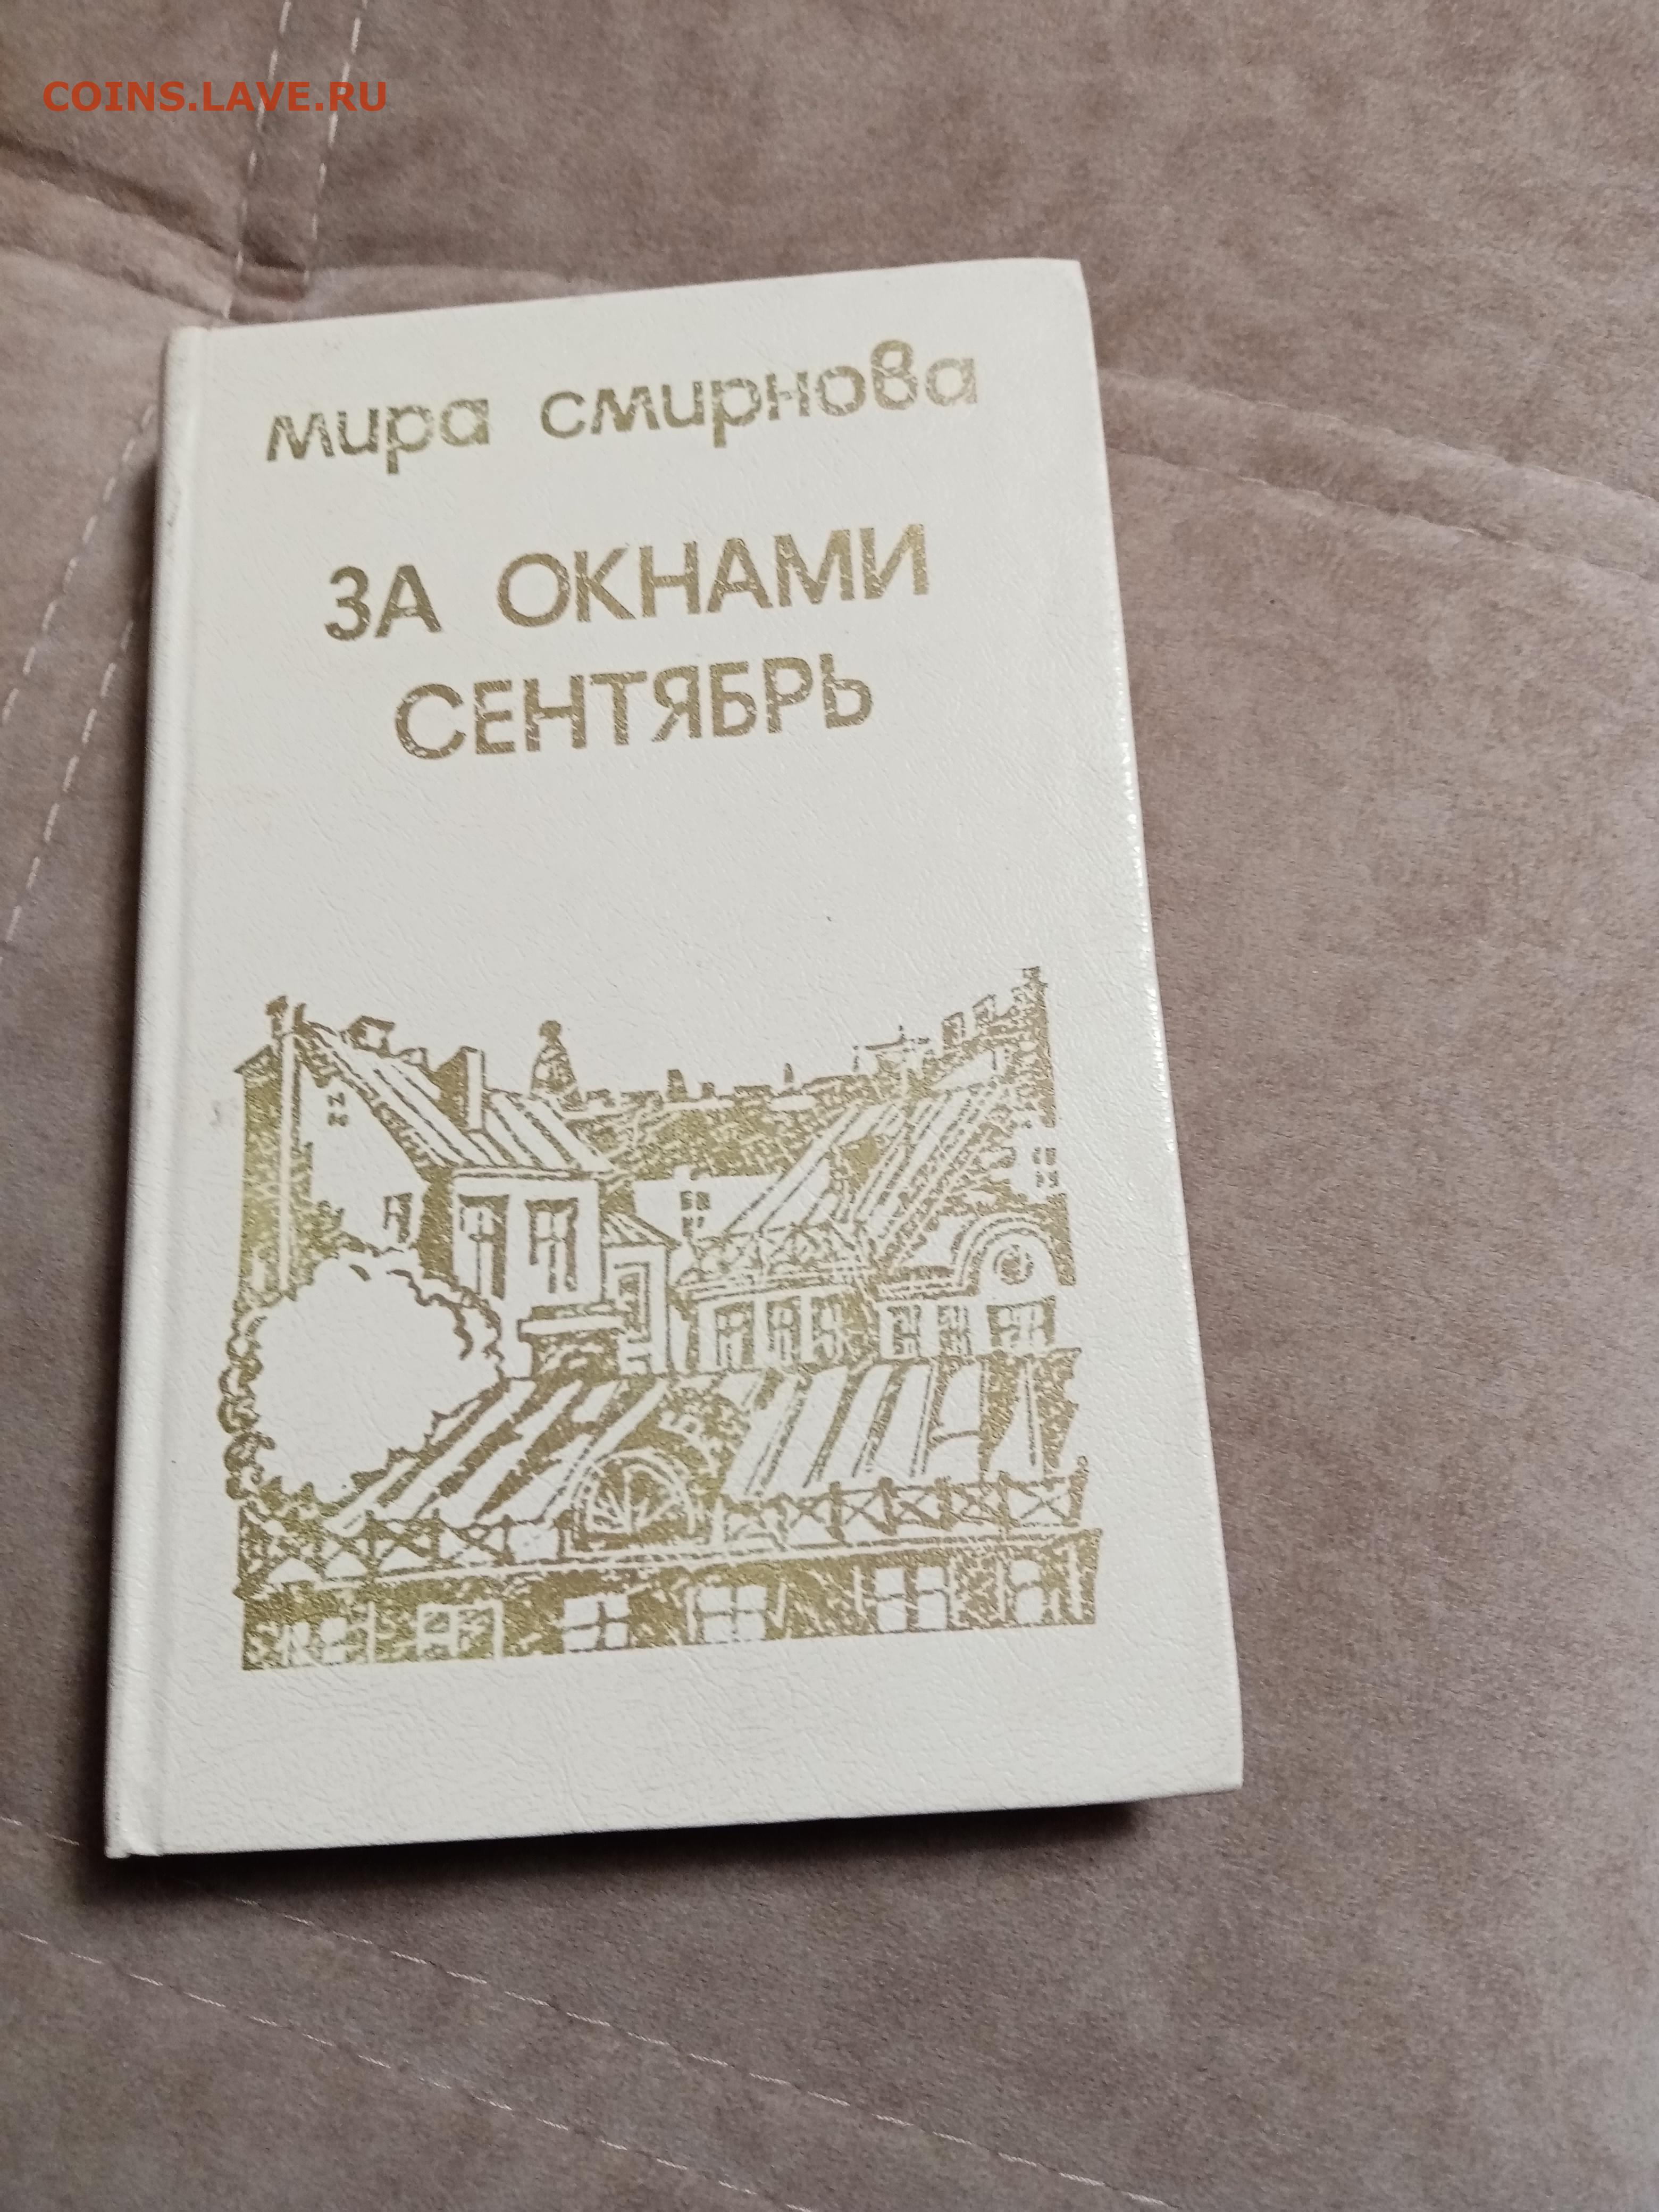 COINS.LAVE.RU
мира смирнова
ЗА ОКНАМИ
СЕНТЯБРЬ